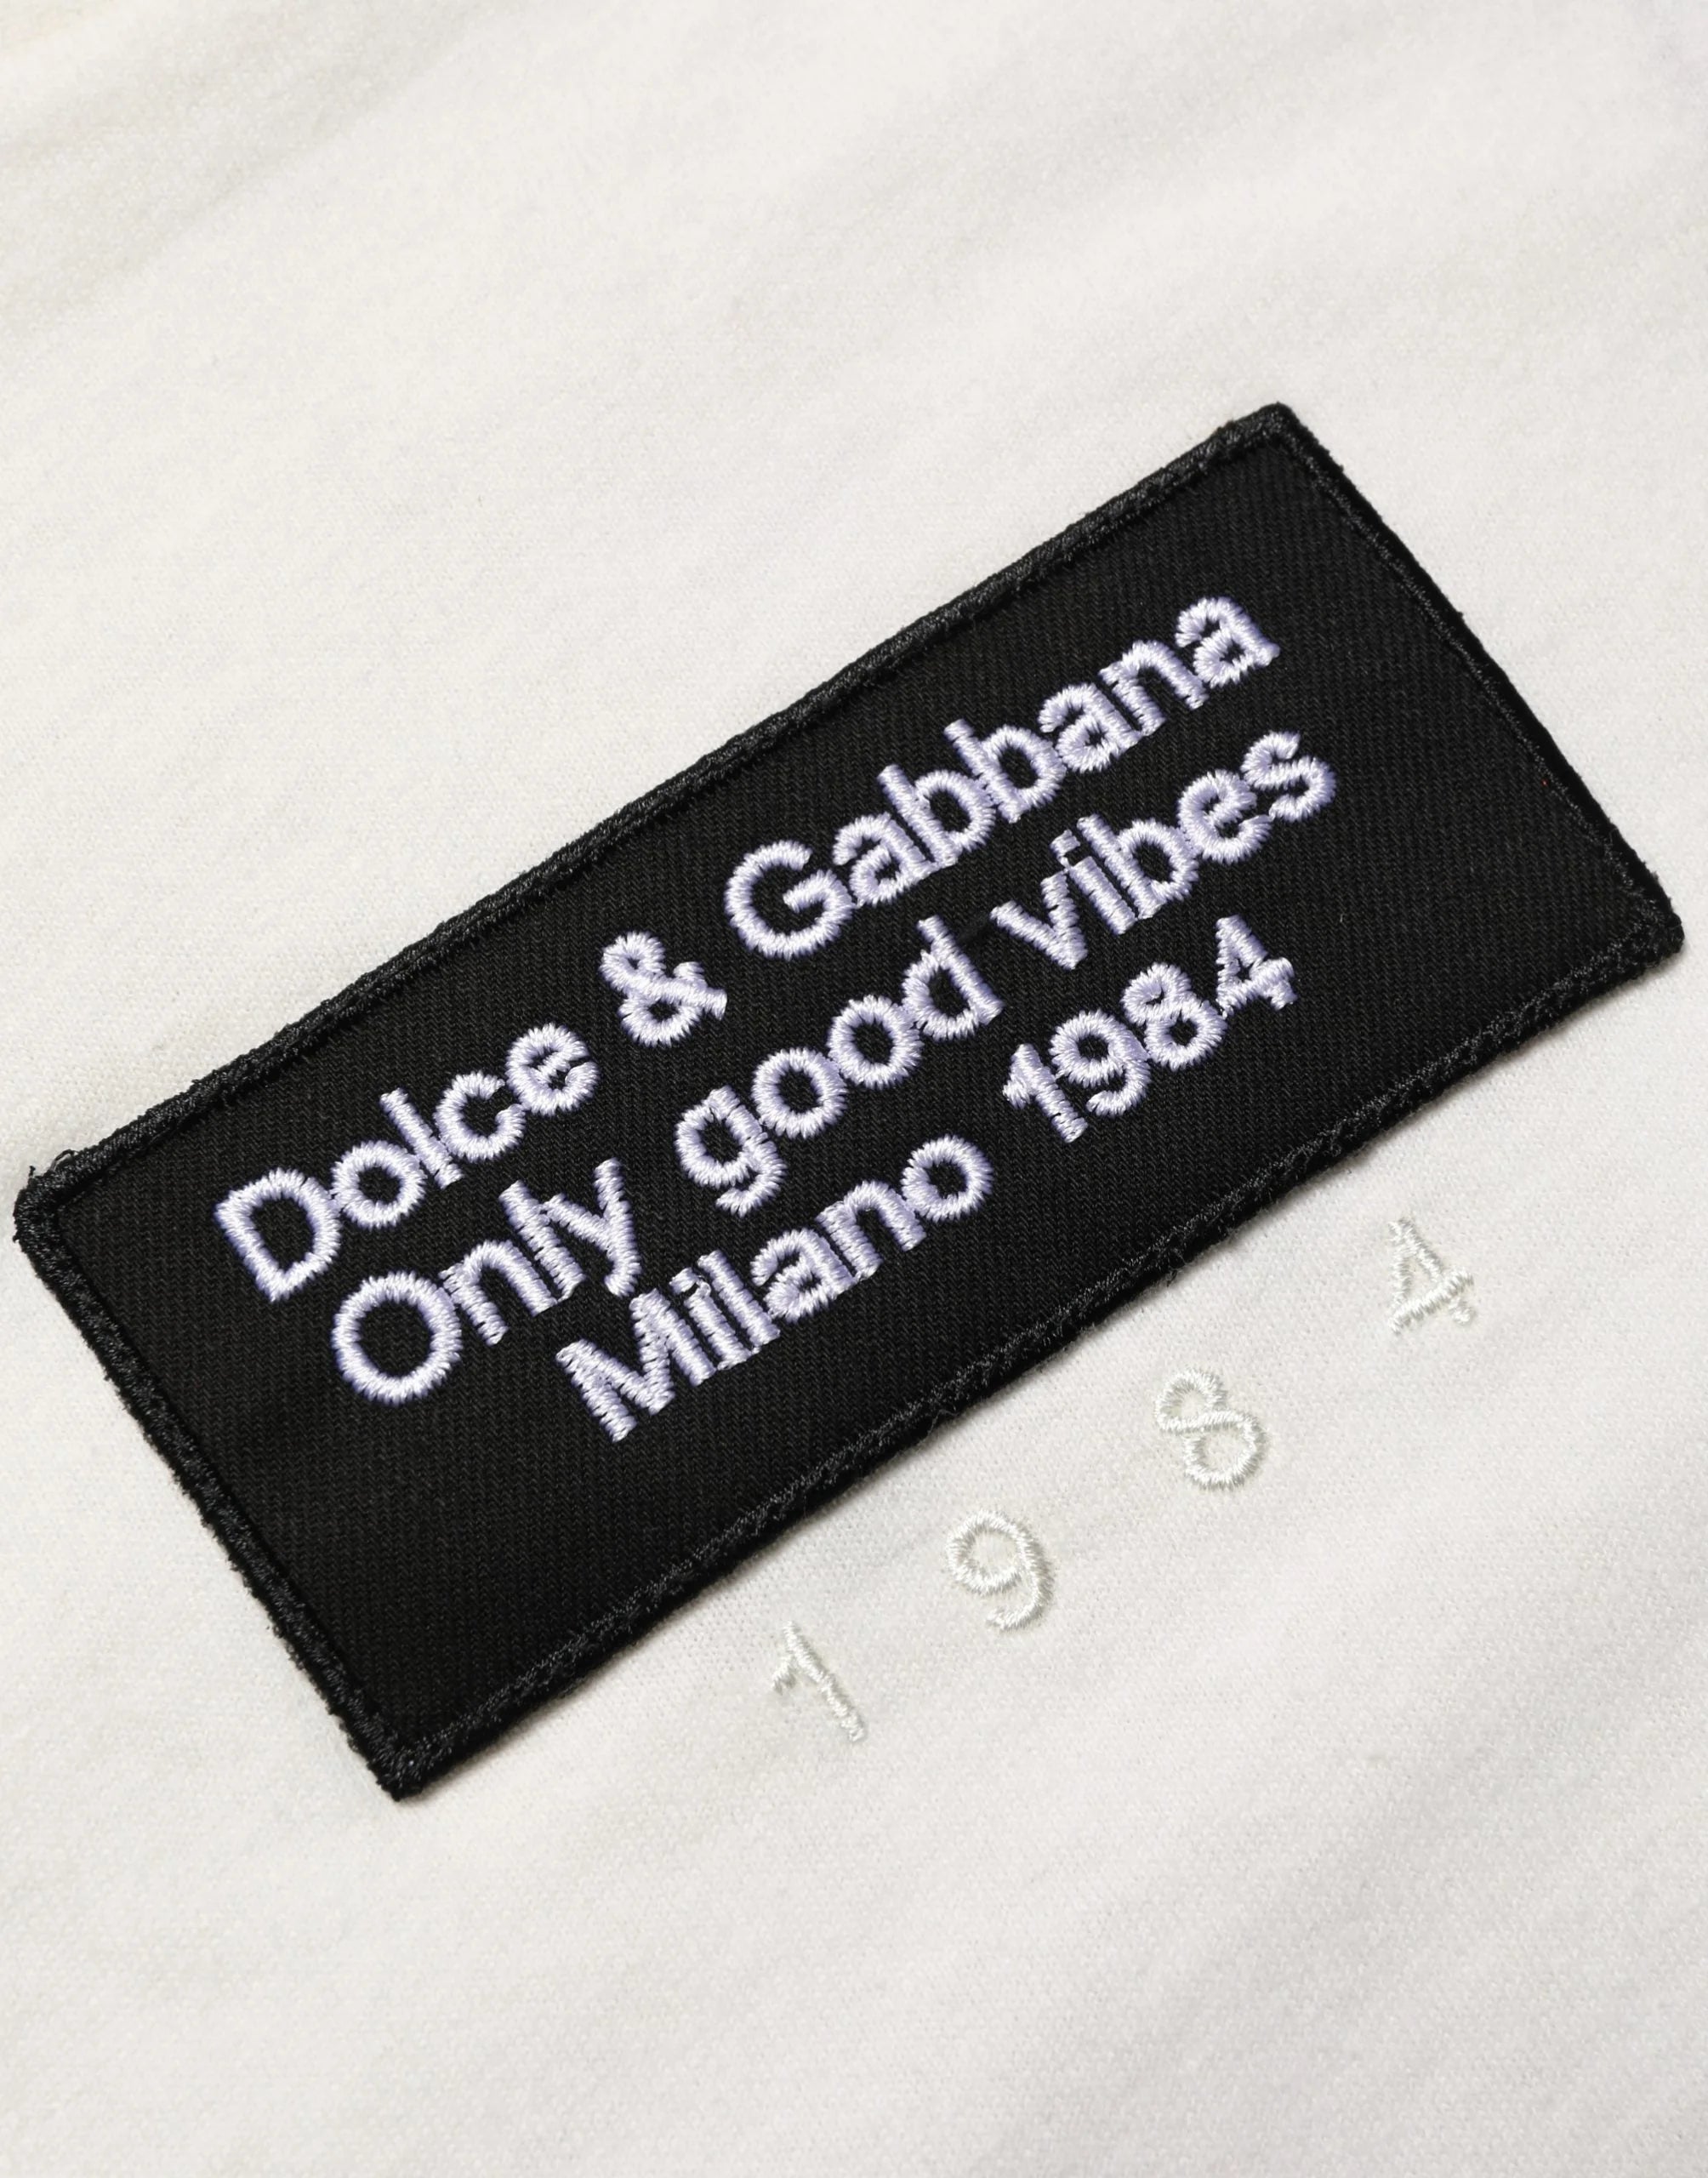 Dolce & Gabbana
Only good vibes
Milano 1984
1984